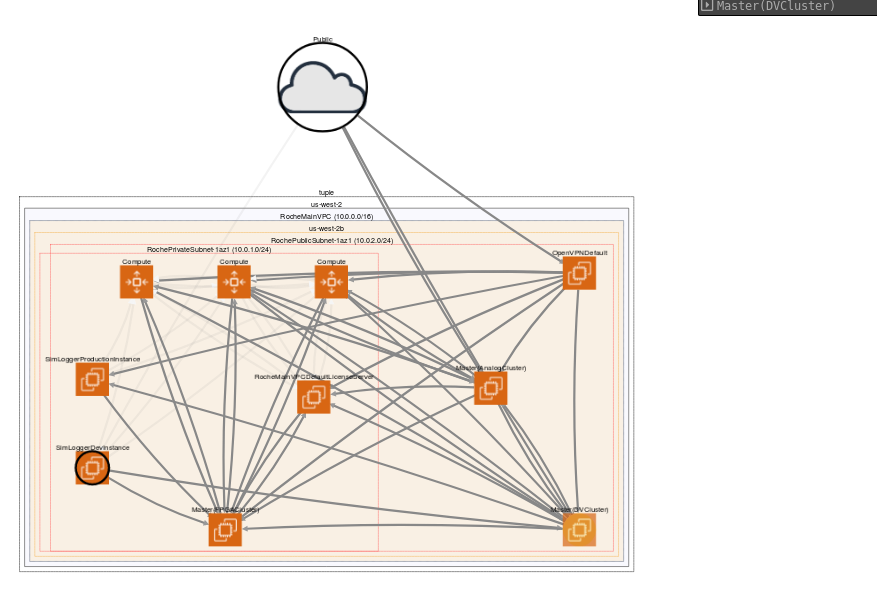 Master(DVCluster)
Public
tuple
us-west-2
RocheMainVPC (10.0.0.0/16)
us-west-2b
RochePublicSubnet-1az1 (10.0.2.0/24)
RochePrivateSubnet-1az1 (10.0.1.0/24)
OpenVPNDefault
Compute
Compute
Compute
SimLoggerProductionInstance
Master(AnalogCluster)
RocheMainVPCDefaultLicenseServer
SimLoggerDevInstance
Master(FPGACluster)
Master(DVCluster)